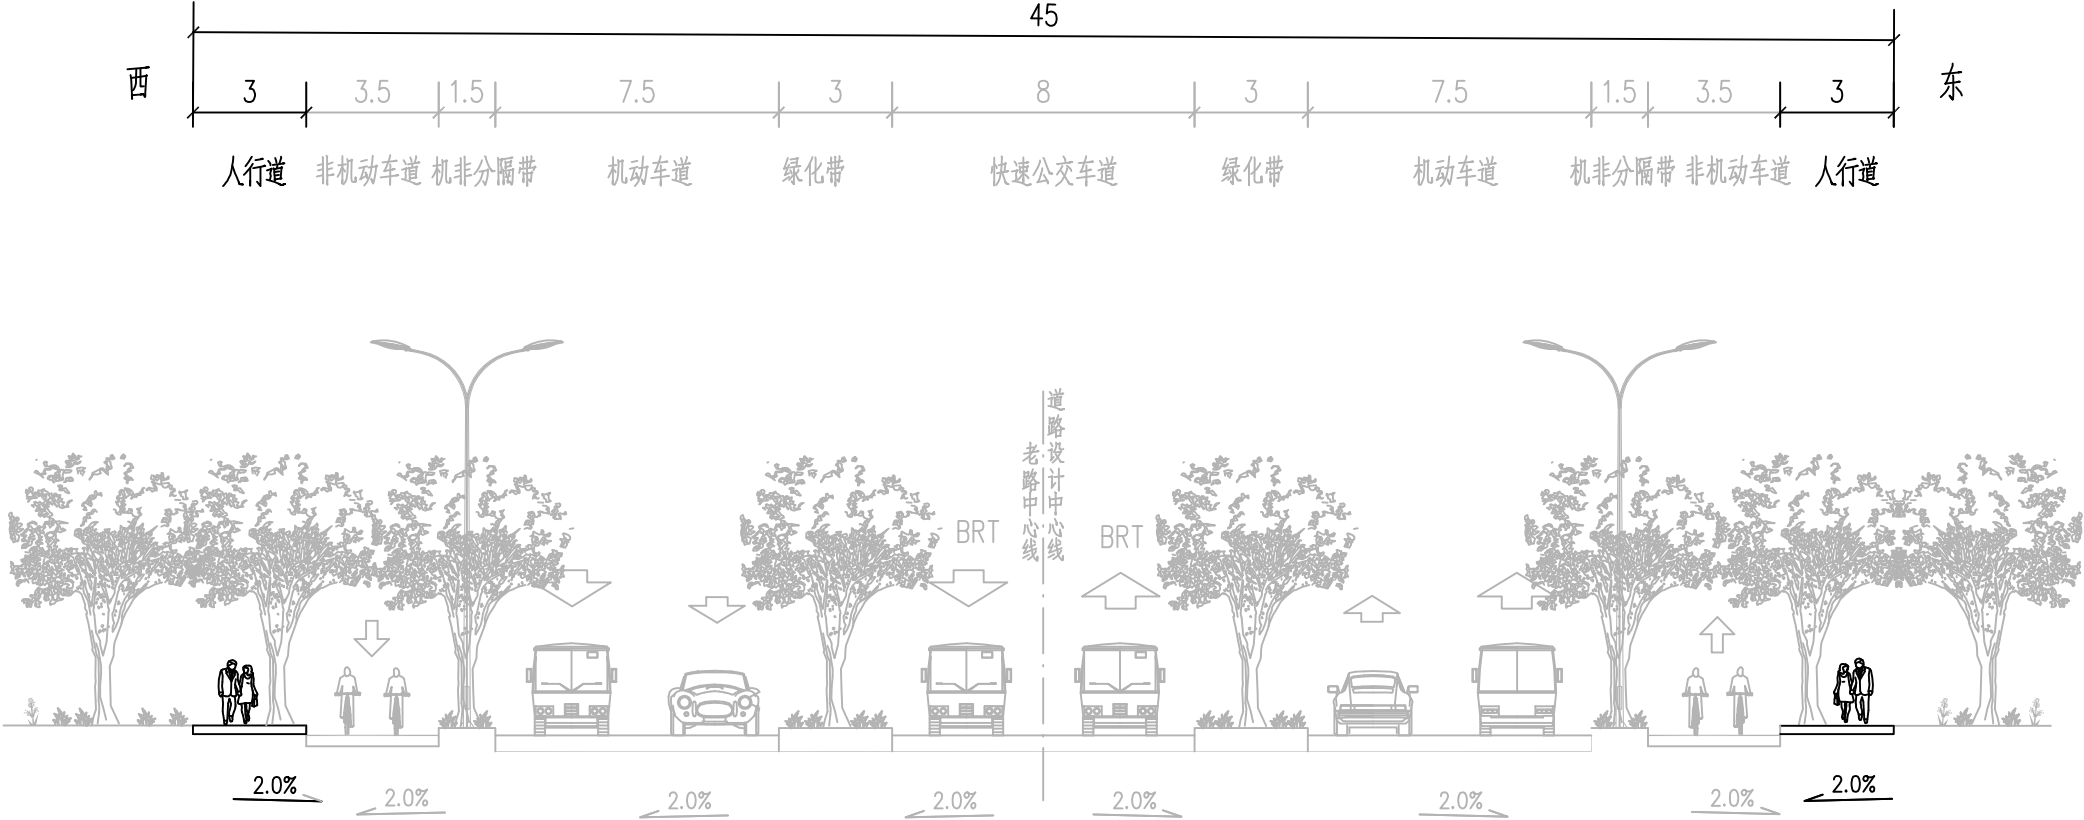 45
西
东
3 3.5 1.5 7.5 3 8 3 7.5 1.5 3.5 3
人行道 非机动车道 机非分隔带 机动车道 绿化带 快速公交车道 绿化带 机动车道 机非分隔带 非机动车道 人行道
老路中心线
道路设计中心线
BRT
BRT
2.0% 2.0% 2.0% 2.0% 2.0% 2.0% 2.0% 2.0%